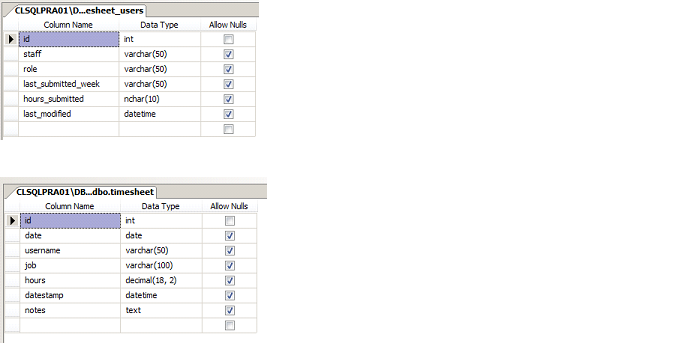 CLSQLPRA01\D...esheet_users
Column Name Data Type Allow Nulls
id int
staff varchar(50)
role varchar(50)
last_submitted_week varchar(50)
hours_submitted nchar(10)
last_modified datetime
CLSQLPRA01\DB...dbo.timesheet
Column Name Data Type Allow Nulls
id int
date date
username varchar(50)
job varchar(100)
hours decimal(18, 2)
datestamp datetime
notes text